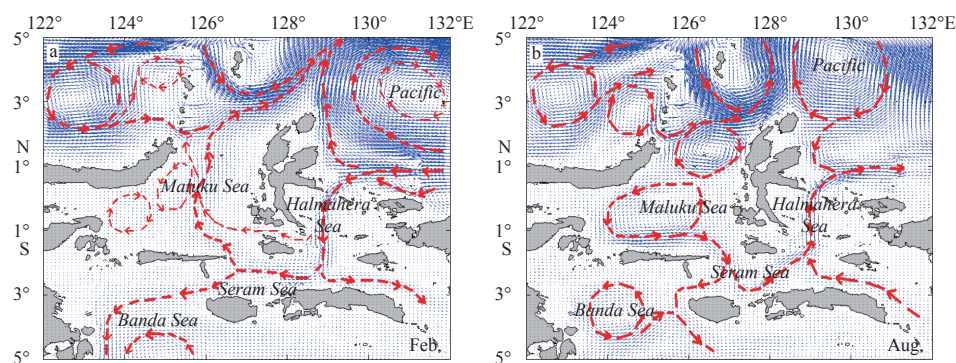 122 124 126 128 130 132°E
122 124 126 128 130 132°E
5° a Pacific
3°
N
1° Maluku Sea
Halmahera
1° Sea
S
Seram Sea
3°
Banda Sea
5° Feb.
5° b Pacific
3°
N
1°
Maluku Sea Halmahera
1° Sea
S
Seram Sea
3°
Banda Sea
5° Aug.